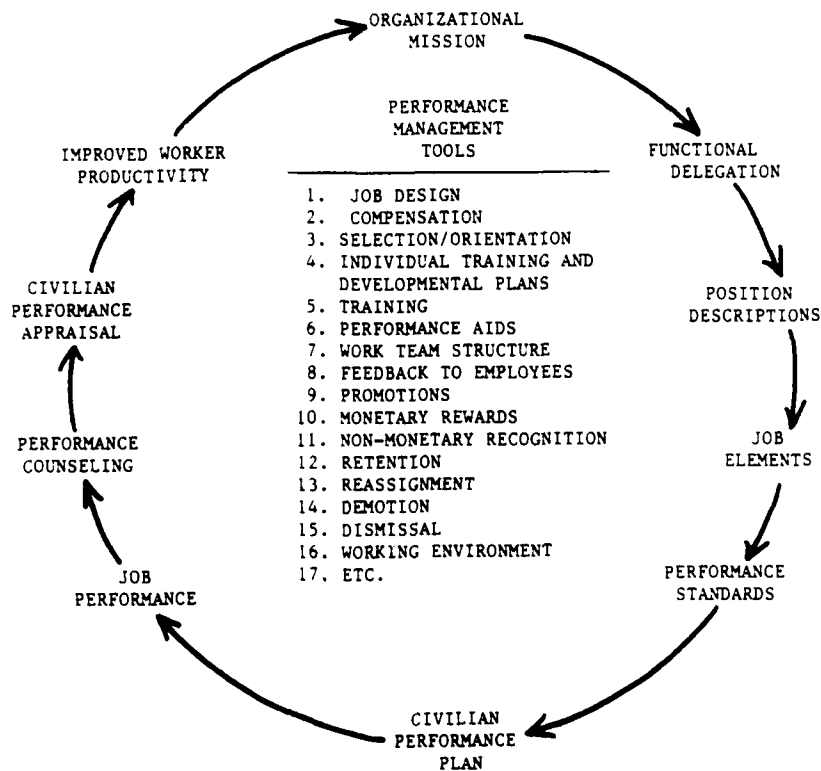 ORGANIZATIONAL
MISSION
FUNCTIONAL
DELEGATION
POSITION
DESCRIPTIONS
JOB
ELEMENTS
PERFORMANCE
STANDARDS
CIVILIAN
PERFORMANCE
PLAN
JOB
PERFORMANCE
PERFORMANCE
COUNSELING
CIVILIAN
PERFORMANCE
APPRAISAL
IMPROVED WORKER
PRODUCTIVITY
PERFORMANCE
MANAGEMENT
TOOLS
1. JOB DESIGN
2. COMPENSATION
3. SELECTION/ORIENTATION
4. INDIVIDUAL TRAINING AND
DEVELOPMENTAL PLANS
5. TRAINING
6. PERFORMANCE AIDS
7. WORK TEAM STRUCTURE
8. FEEDBACK TO EMPLOYEES
9. PROMOTIONS
10. MONETARY REWARDS
11. NON-MONETARY RECOGNITION
12. RETENTION
13. REASSIGNMENT
14. DEMOTION
15. DISMISSAL
16. WORKING ENVIRONMENT
17. ETC.